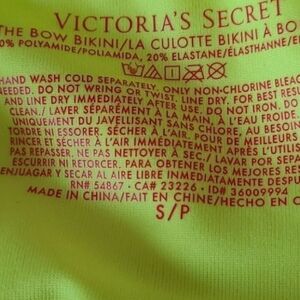 VICTORIA'S SECRET
THE BOW BIKINI/LA CULOTTE BIKINI À BO
0% POLYAMIDE/POLIAMIDA, 20% ELASTANE/ÉLASTHANNE/E
HAND WASH COLD SEPARATELY. ONLY NON-CHLORINE BLEAC
NEEDED. DO NOT WRING OR TWIST. LINE DRY. FOR BEST RES
AND LINE DRY IMMEDIATELY AFTER USE. DO NOT IRON. DO
CLEAN./ LAVER SÉPARÉMENT À LA MAIN, À L'EAU FROIDE.
UNIQUEMENT DU JAVELLISANT SANS CHLORE, AU BESO
TORDRE NI ESSORER. SÉCHER À L'AIR. POUR DE MEILLEURS
RINCER ET SÉCHER À L'AIR IMMÉDIATEMENT APRÈS L'UTILIS
PAS REPASSER. NE PAS NETTOYER À SEC./ LAVAR POR SEPA
ESCURRIR NI RETORCER. PARA OBTENER LOS MEJORES
ENJUAGAR Y SECAR AL AIRE LIBRE INMEDIATAMENTE DESPUÉS
RN# 54867 • CA# 23226 • ID# 36009994
MADE IN CHINA/FAIT EN CHINE/HECHO EN C
S/P